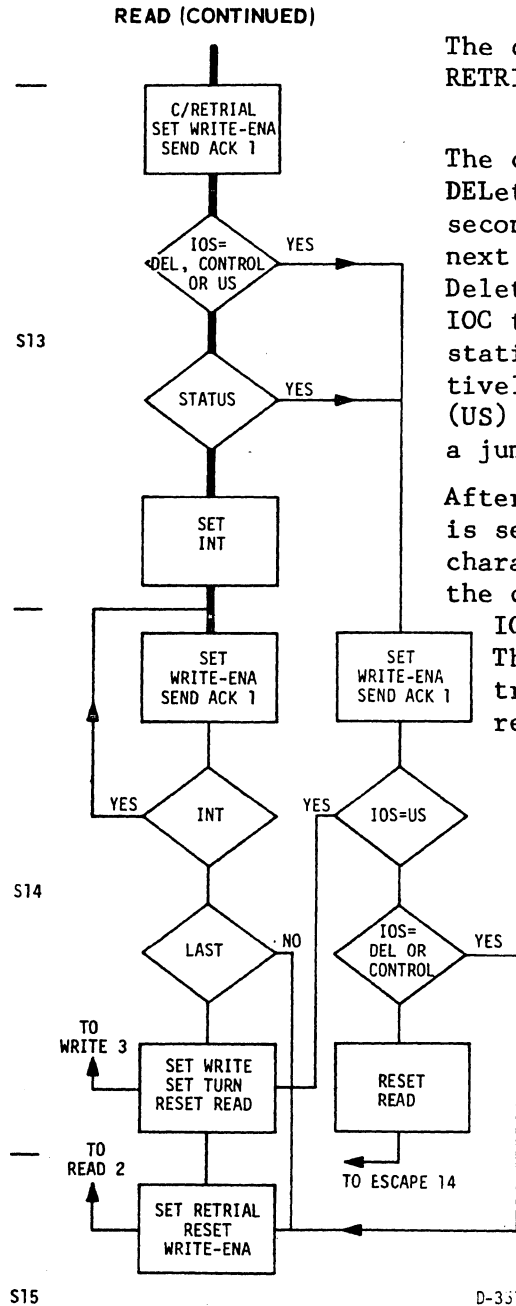 READ (CONTINUED)
C/RETRIAL
SET WRITE-ENA
SEND ACK 1
IOS=
DEL, CONTROL
OR US
YES
S13
STATUS
YES
SET
INT
SET
WRITE-ENA
SEND ACK 1
SET
WRITE-ENA
SEND ACK 1
YES
INT
YES
IOS=US
S14
LAST
NO
IOS=
DEL OR
CONTROL
YES
TO
WRITE 3
SET WRITE
SET TURN
RESET READ
RESET
READ
TO
READ 2
TO ESCAPE 14
SET RETRIAL
RESET
WRITE-ENA
S15
The
RETRI
The
DELet
secon
next
Delet
IOC t
stati
tivel
(US)
a jun
After
is se
chara
the
IO
Th
tr
re